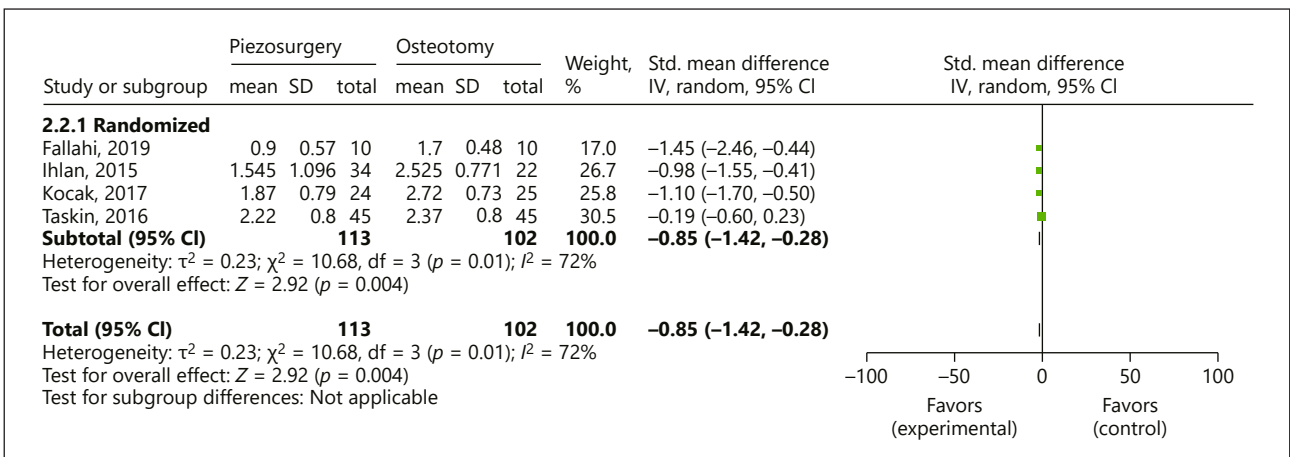 Piezosurgery Osteotomy
Weight, Std. mean difference Std. mean difference
Study or subgroup mean SD total mean SD total % IV, random, 95% CI IV, random, 95% CI
2.2.1 Randomized
Fallahi, 2019 0.9 0.57 10 1.7 0.48 10 17.0 –1.45 (–2.46, –0.44)
Ihlan, 2015 1.545 1.096 34 2.525 0.771 22 26.7 –0.98 (–1.55, –0.41)
Kocak, 2017 1.87 0.79 24 2.72 0.73 25 25.8 –1.10 (–1.70, –0.50)
Taskin, 2016 2.22 0.8 45 2.37 0.8 45 30.5 –0.19 (–0.60, 0.23)
Subtotal (95% CI) 113 102 100.0 –0.85 (–1.42, –0.28)
Heterogeneity: τ² = 0.23; χ² = 10.68, df = 3 (p = 0.01); I² = 72%
Test for overall effect: Z = 2.92 (p = 0.004)
Total (95% CI) 113 102 100.0 –0.85 (–1.42, –0.28)
Heterogeneity: τ² = 0.23; χ² = 10.68, df = 3 (p = 0.01); I² = 72%
Test for overall effect: Z = 2.92 (p = 0.004)
Test for subgroup differences: Not applicable
–100 –50 0 50 100
Favors Favors
(experimental) (control)